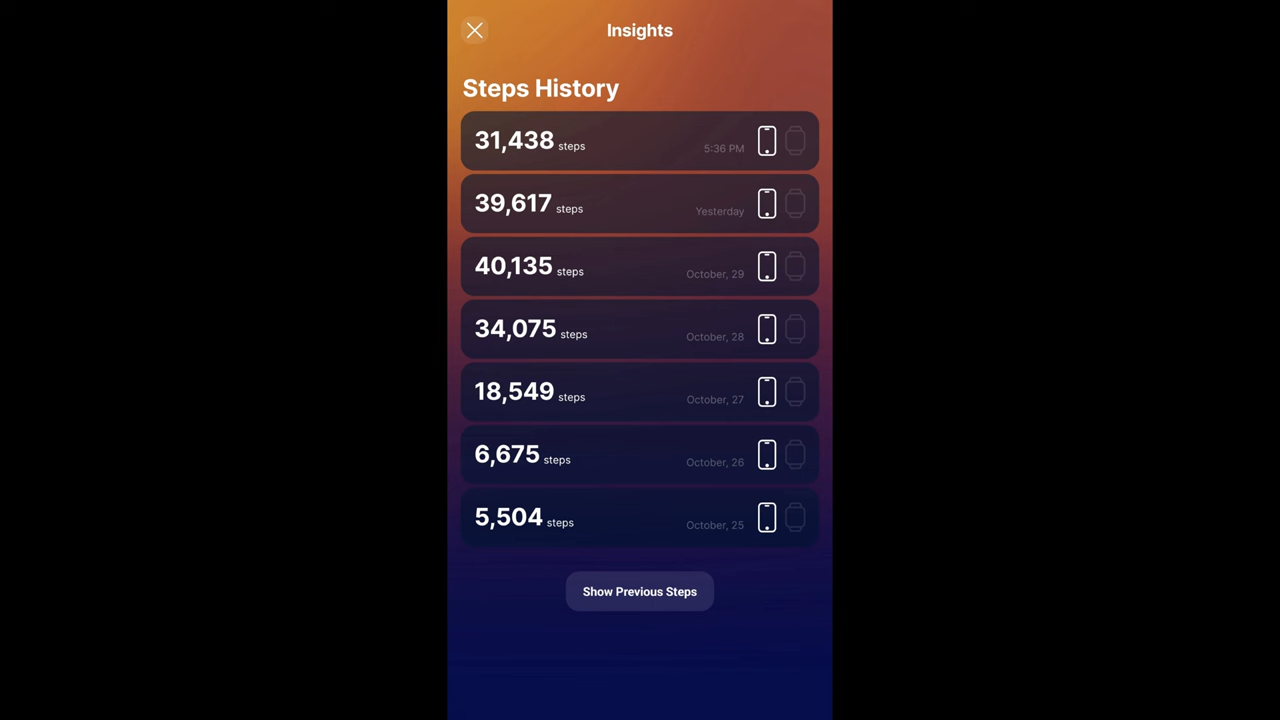 Insights
Steps History
31,438 steps 5:36 PM
39,617 steps Yesterday
40,135 steps October, 29
34,075 steps October, 28
18,549 steps October, 27
6,675 steps October, 26
5,504 steps October, 25
Show Previous Steps